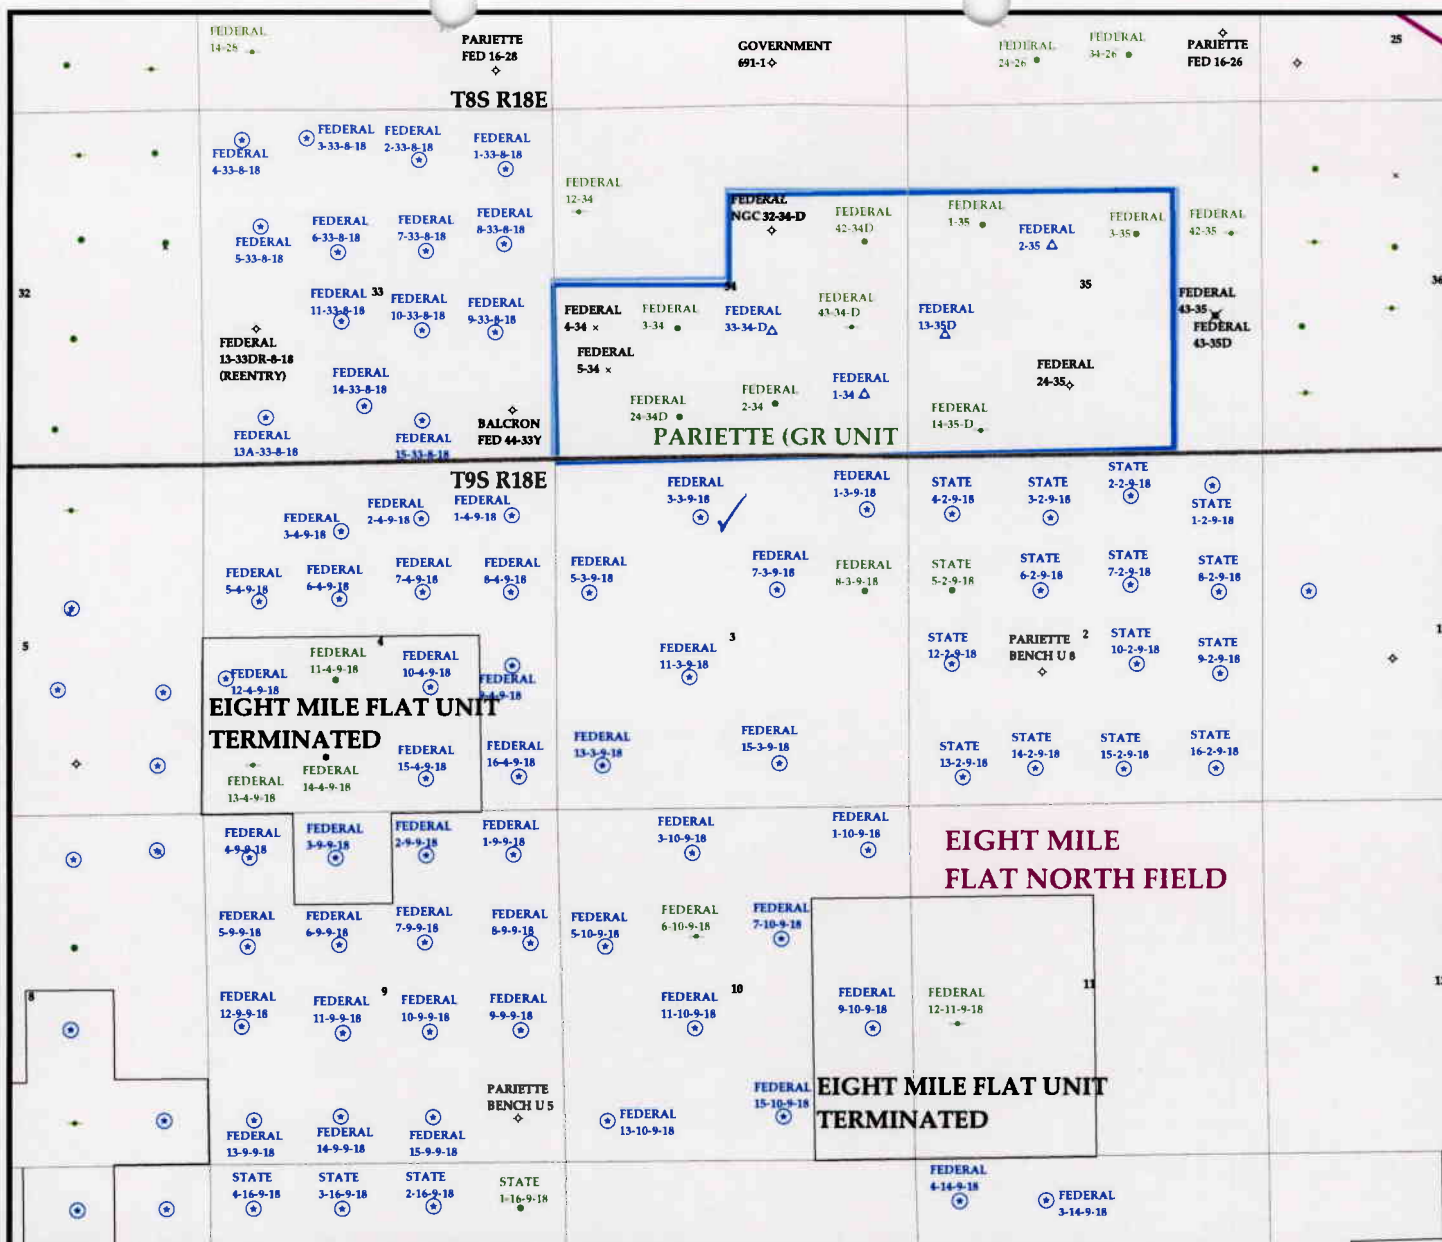 FEDERAL
14-28
PARIETTE
FED 16-28
GOVERNMENT
691-1
FEDERAL
24-26
FEDERAL
34-26
PARIETTE
FED 16-26
25
T8S R18E
FEDERAL
4-33-8-18
FEDERAL
3-33-8-18
FEDERAL
2-33-8-18
FEDERAL
1-33-8-18
FEDERAL
12-34
FEDERAL
NGC 32-34-D
FEDERAL
42-34D
FEDERAL
1-35
FEDERAL
2-35
FEDERAL
3-35
FEDERAL
42-35
FEDERAL
5-33-8-18
FEDERAL
6-33-8-18
FEDERAL
7-33-8-18
FEDERAL
8-33-8-18
32
33
34
35
36
FEDERAL
11-33-8-18
FEDERAL
10-33-8-18
FEDERAL
9-33-8-18
FEDERAL
4-34
FEDERAL
3-34
FEDERAL
33-34-D
FEDERAL
43-34-D
FEDERAL
13-35D
FEDERAL
43-35
FEDERAL
43-35D
FEDERAL
13-33DR-8-18
(REENTRY)
FEDERAL
14-33-8-18
FEDERAL
5-34
FEDERAL
1-34
FEDERAL
24-35
FEDERAL
24-34D
FEDERAL
2-34
FEDERAL
14-35-D
FEDERAL
13A-33-8-18
FEDERAL
15-33-8-18
BALCRON
FED 44-33Y
PARIETTE (GR UNIT
T9S R18E
FEDERAL
3-4-9-18
FEDERAL
2-4-9-18
FEDERAL
1-4-9-18
FEDERAL
3-3-9-18
FEDERAL
1-3-9-18
STATE
4-2-9-18
STATE
3-2-9-18
STATE
2-2-9-18
STATE
1-2-9-18
FEDERAL
5-4-9-18
FEDERAL
6-4-9-18
FEDERAL
7-4-9-18
FEDERAL
8-4-9-18
FEDERAL
5-3-9-18
FEDERAL
7-3-9-18
FEDERAL
8-3-9-18
STATE
5-2-9-18
STATE
6-2-9-18
STATE
7-2-9-18
STATE
8-2-9-18
5
4
3
2
1
FEDERAL
12-4-9-18
FEDERAL
11-4-9-18
FEDERAL
10-4-9-18
FEDERAL
9-4-9-18
FEDERAL
11-3-9-18
STATE
12-2-9-18
PARIETTE
BENCH U 8
STATE
10-2-9-18
STATE
9-2-9-18
EIGHT MILE FLAT UNIT
TERMINATED
FEDERAL
13-4-9-18
FEDERAL
14-4-9-18
FEDERAL
15-4-9-18
FEDERAL
16-4-9-18
FEDERAL
13-3-9-18
FEDERAL
15-3-9-18
STATE
13-2-9-18
STATE
14-2-9-18
STATE
15-2-9-18
STATE
16-2-9-18
FEDERAL
4-9-9-18
FEDERAL
3-9-9-18
FEDERAL
2-9-9-18
FEDERAL
1-9-9-18
FEDERAL
3-10-9-18
FEDERAL
1-10-9-18
EIGHT MILE
FLAT NORTH FIELD
FEDERAL
5-9-9-18
FEDERAL
6-9-9-18
FEDERAL
7-9-9-18
FEDERAL
8-9-9-18
FEDERAL
5-10-9-18
FEDERAL
6-10-9-18
FEDERAL
7-10-9-18
8
9
10
11
FEDERAL
12-9-9-18
FEDERAL
11-9-9-18
FEDERAL
10-9-9-18
FEDERAL
9-9-9-18
FEDERAL
11-10-9-18
FEDERAL
9-10-9-18
FEDERAL
12-11-9-18
PARIETTE
BENCH U 5
FEDERAL
15-10-9-18
EIGHT MILE FLAT UNIT
TERMINATED
FEDERAL
13-9-9-18
FEDERAL
14-9-9-18
FEDERAL
15-9-9-18
FEDERAL
13-10-9-18
STATE
4-16-9-18
STATE
3-16-9-18
STATE
2-16-9-18
STATE
1-16-9-18
FEDERAL
4-14-9-18
FEDERAL
3-14-9-18